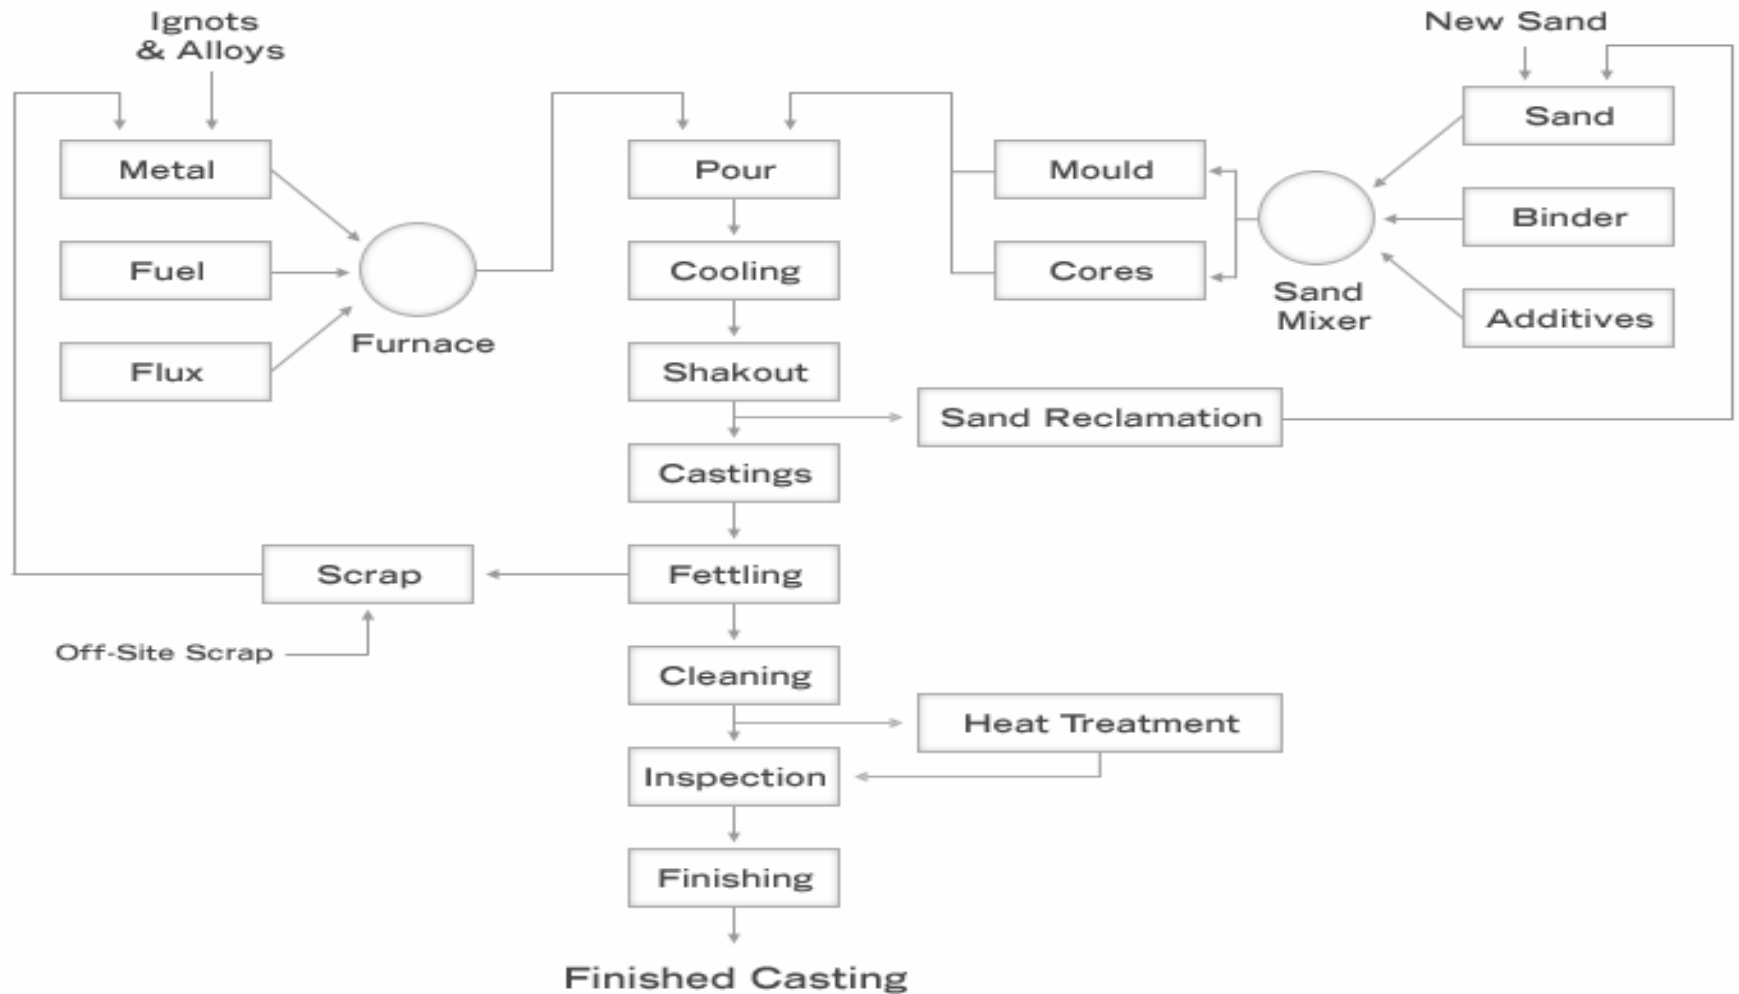 Ignots
& Alloys
New Sand
Metal
Fuel
Flux
Furnace
Pour
Cooling
Shakout
Castings
Fettling
Cleaning
Inspection
Finishing
Finished Casting
Mould
Cores
Sand
Mixer
Sand
Binder
Additives
Sand Reclamation
Scrap
Off-Site Scrap
Heat Treatment